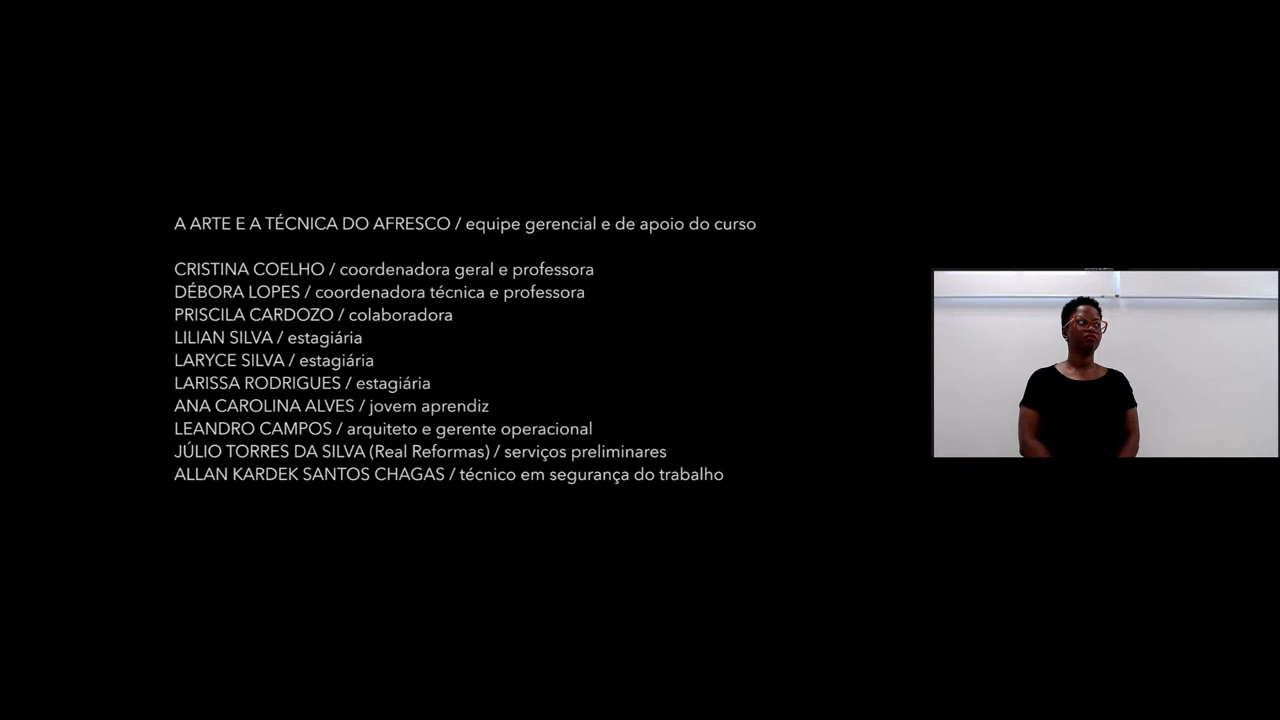 A ARTE E A TÉCNICA DO AFRESCO / equipe gerencial e de apoio do curso
CRISTINA COELHO / coordenadora geral e professora
DÉBORA LOPES / coordenadora técnica e professora
PRISCILA CARDOZO / colaboradora
LILIAN SILVA / estagiária
LARYCE SILVA / estagiária
LARISSA RODRIGUES / estagiária
ANA CAROLINA ALVES / jovem aprendiz
LEANDRO CAMPOS / arquiteto e gerente operacional
JÚLIO TORRES DA SILVA (Real Reformas) / serviços preliminares
ALLAN KARDEK SANTOS CHAGAS / técnico em segurança do trabalho